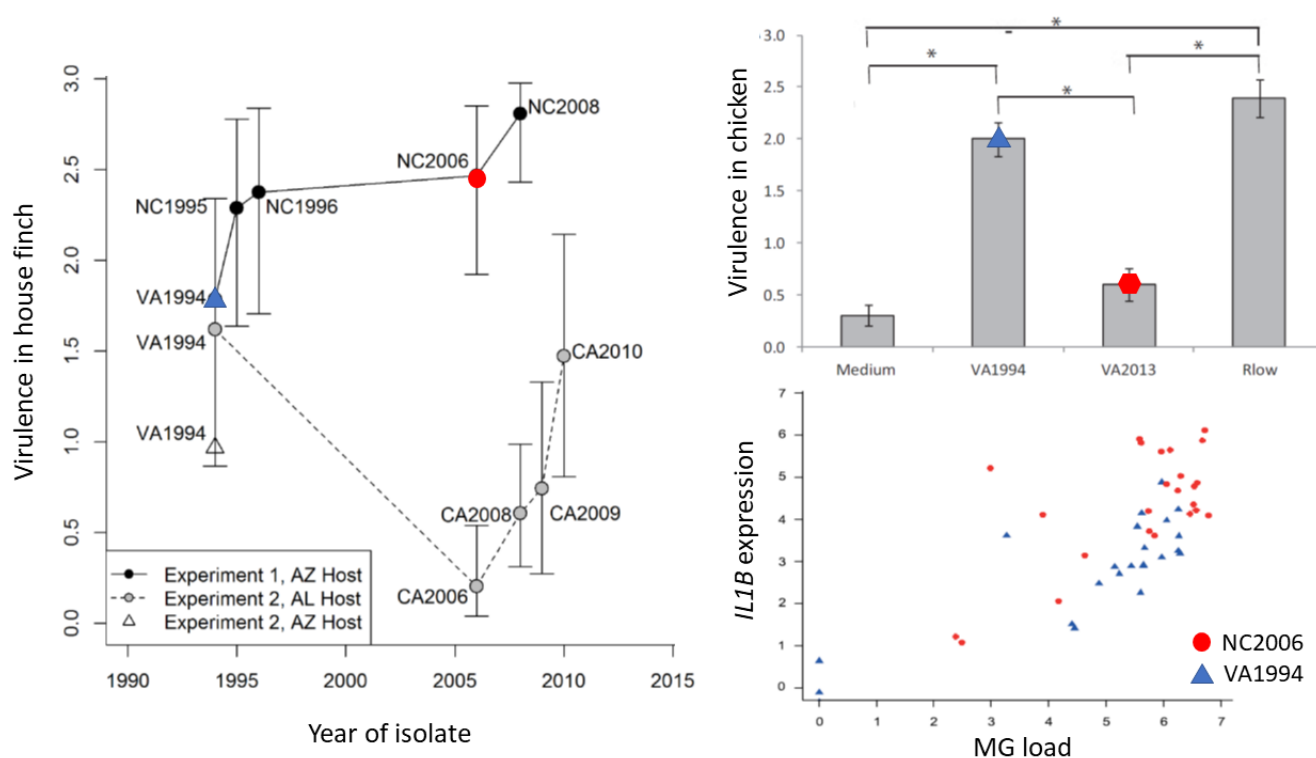 Virulence in house finch
3.0
2.5
2.0
1.5
1.0
0.5
0.0
NC2008
NC2006
NC1995
NC1996
VA1994
VA1994
CA2010
VA1994
CA2008
CA2009
CA2006
Experiment 1, AZ Host
Experiment 2, AL Host
Experiment 2, AZ Host
1990 1995 2000 2005 2010 2015
Year of isolate
Virulence in chicken
3.0
2.5
2.0
1.5
1.0
0.5
0.0
*
*
*
*
Medium VA1994 VA2013 Rlow
IL1B expression
7
6
5
4
3
2
1
0
NC2006
VA1994
0 1 2 3 4 5 6 7
MG load